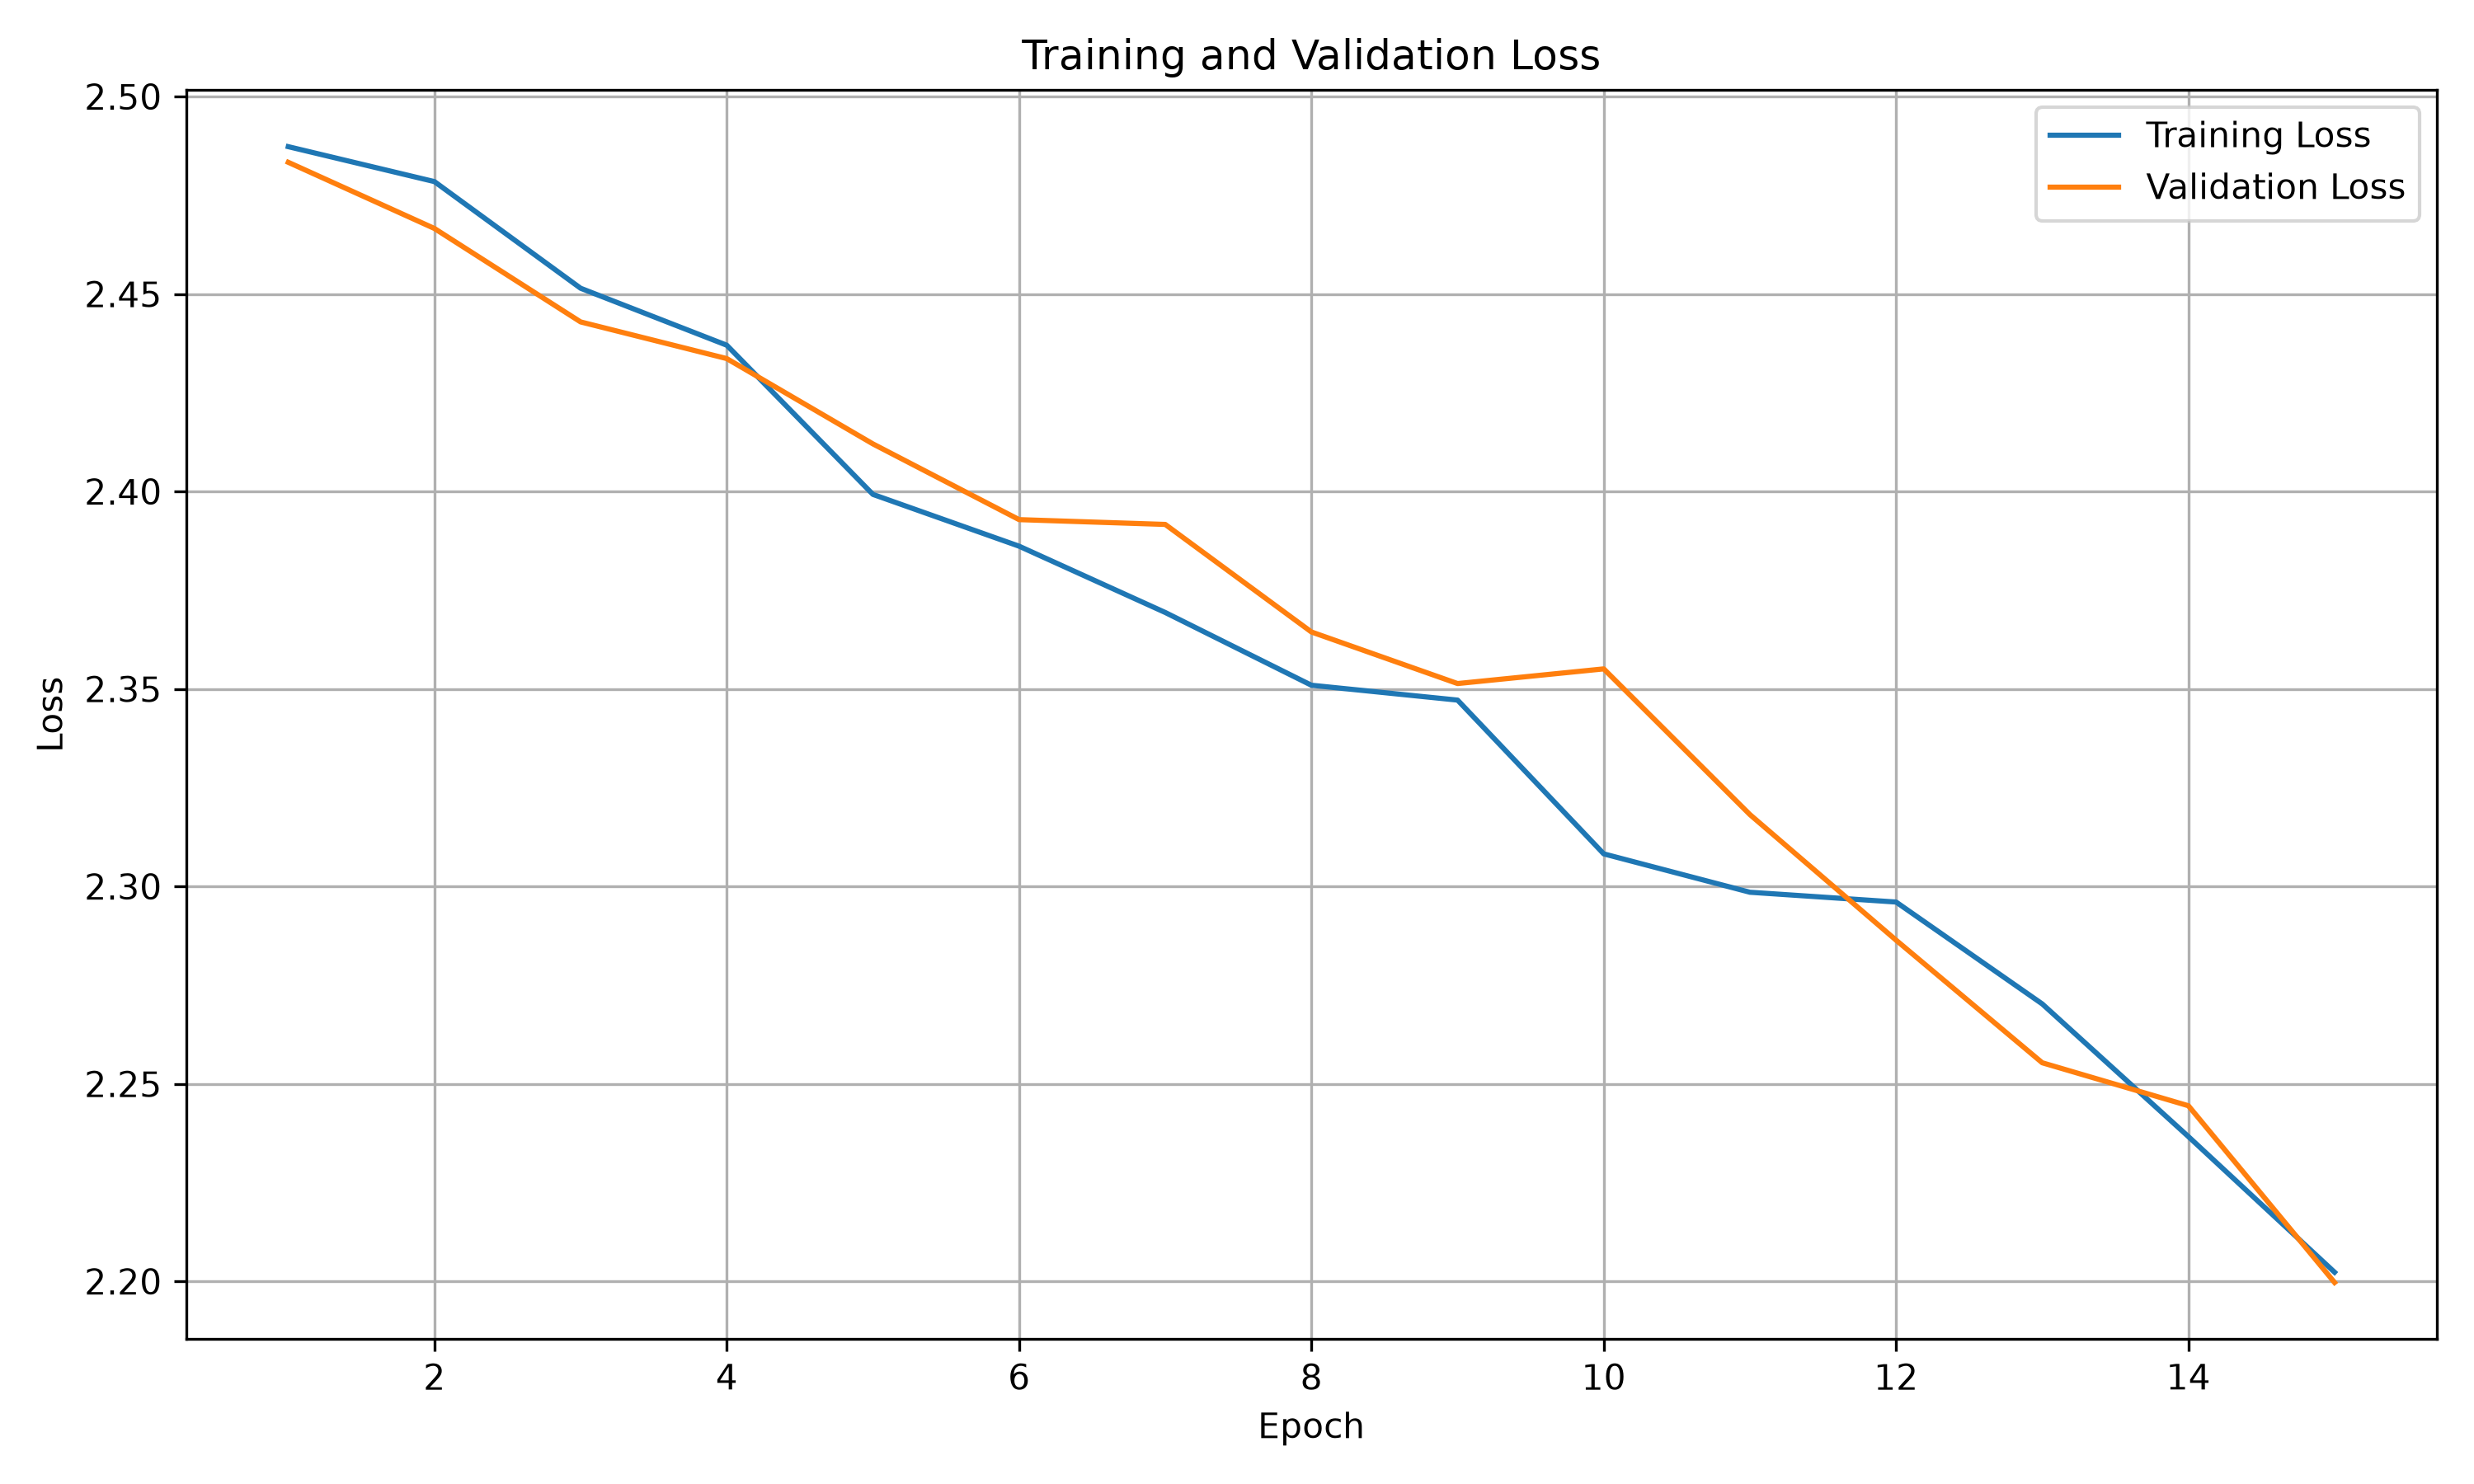 Training and Validation Loss
Training Loss
Validation Loss
2.50
2.45
2.40
2.35
2.30
2.25
2.20
Loss
2 4 6 8 10 12 14
Epoch